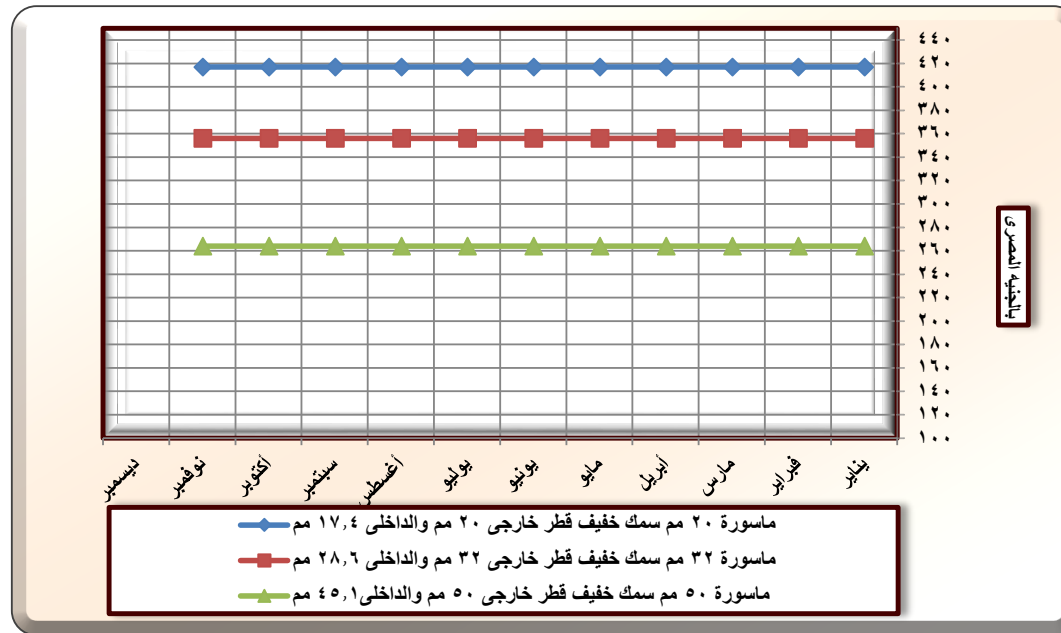 ٤٤٠
٤٢٠
٤٠٠
٣٨٠
٣٦٠
٣٤٠
٣٢٠
٣٠٠
٢٨٠
٢٦٠
٢٤٠
٢٢٠
٢٠٠
١٨٠
١٦٠
١٤٠
١٢٠
١٠٠
بالجنيه المصرى
يناير
فبراير
مارس
أبريل
مايو
يونيو
يوليو
أغسطس
سبتمبر
أكتوبر
نوفمبر
ديسمبر
ماسورة ٢٠ مم سمك خفيف قطر خارجى ٢٠ مم والداخلى ١٧,٤ مم
ماسورة ٣٢ مم سمك خفيف قطر خارجى ٣٢ مم والداخلى ٢٨,٦ مم
ماسورة ٥٠ مم سمك خفيف قطر خارجى ٥٠ مم والداخلى٤٥,١ مم